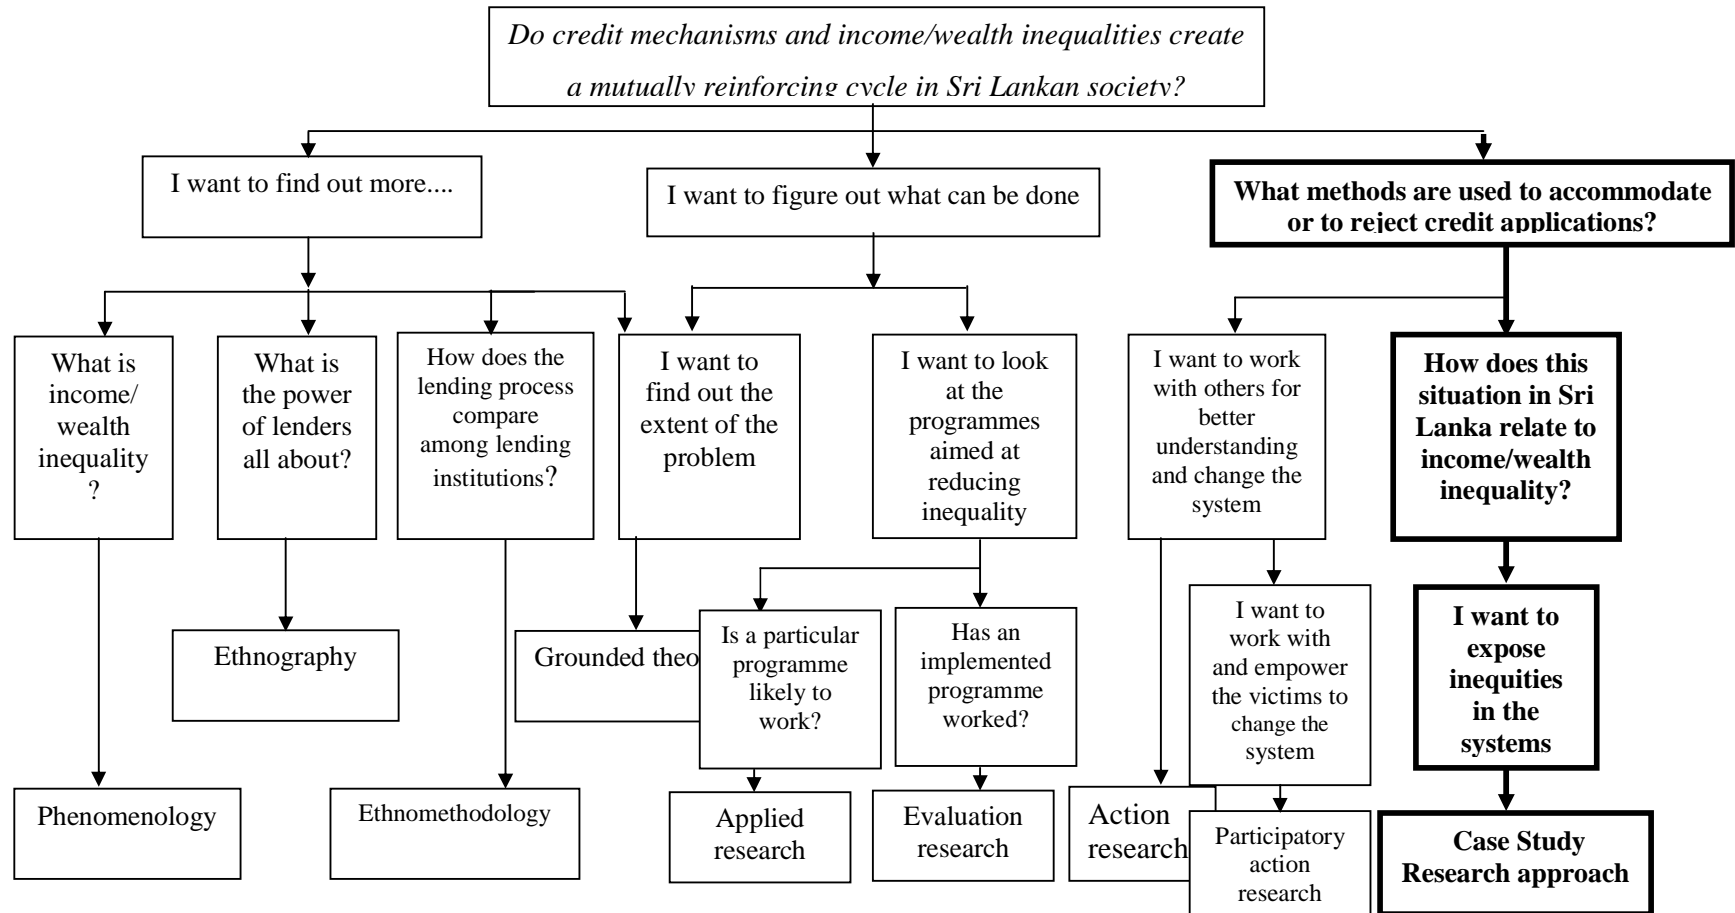 Do credit mechanisms and income/wealth inequalities create
a mutually reinforcing cycle in Sri Lankan society?
I want to find out more....
I want to figure out what can be done
What methods are used to accommodate
or to reject credit applications?
What is
income/
wealth
inequality
?
What is
the power
of lenders
all about?
How does the
lending process
compare
among lending
institutions?
I want to
find out the
extent of the
problem
I want to look
at the
programmes
aimed at
reducing
inequality
I want to work
with others for
better
understanding
and change the
system
How does this
situation in Sri
Lanka relate to
income/wealth
inequality?
Ethnography
Grounded theo
Is a particular
programme
likely to
work?
Has an
implemented
programme
worked?
I want to
work with
and empower
the victims to
change the
system
I want to
expose
inequities
in the
systems
Phenomenology
Ethnomethodology
Applied
research
Evaluation
research
Action
research
Participatory
action
research
Case Study
Research approach